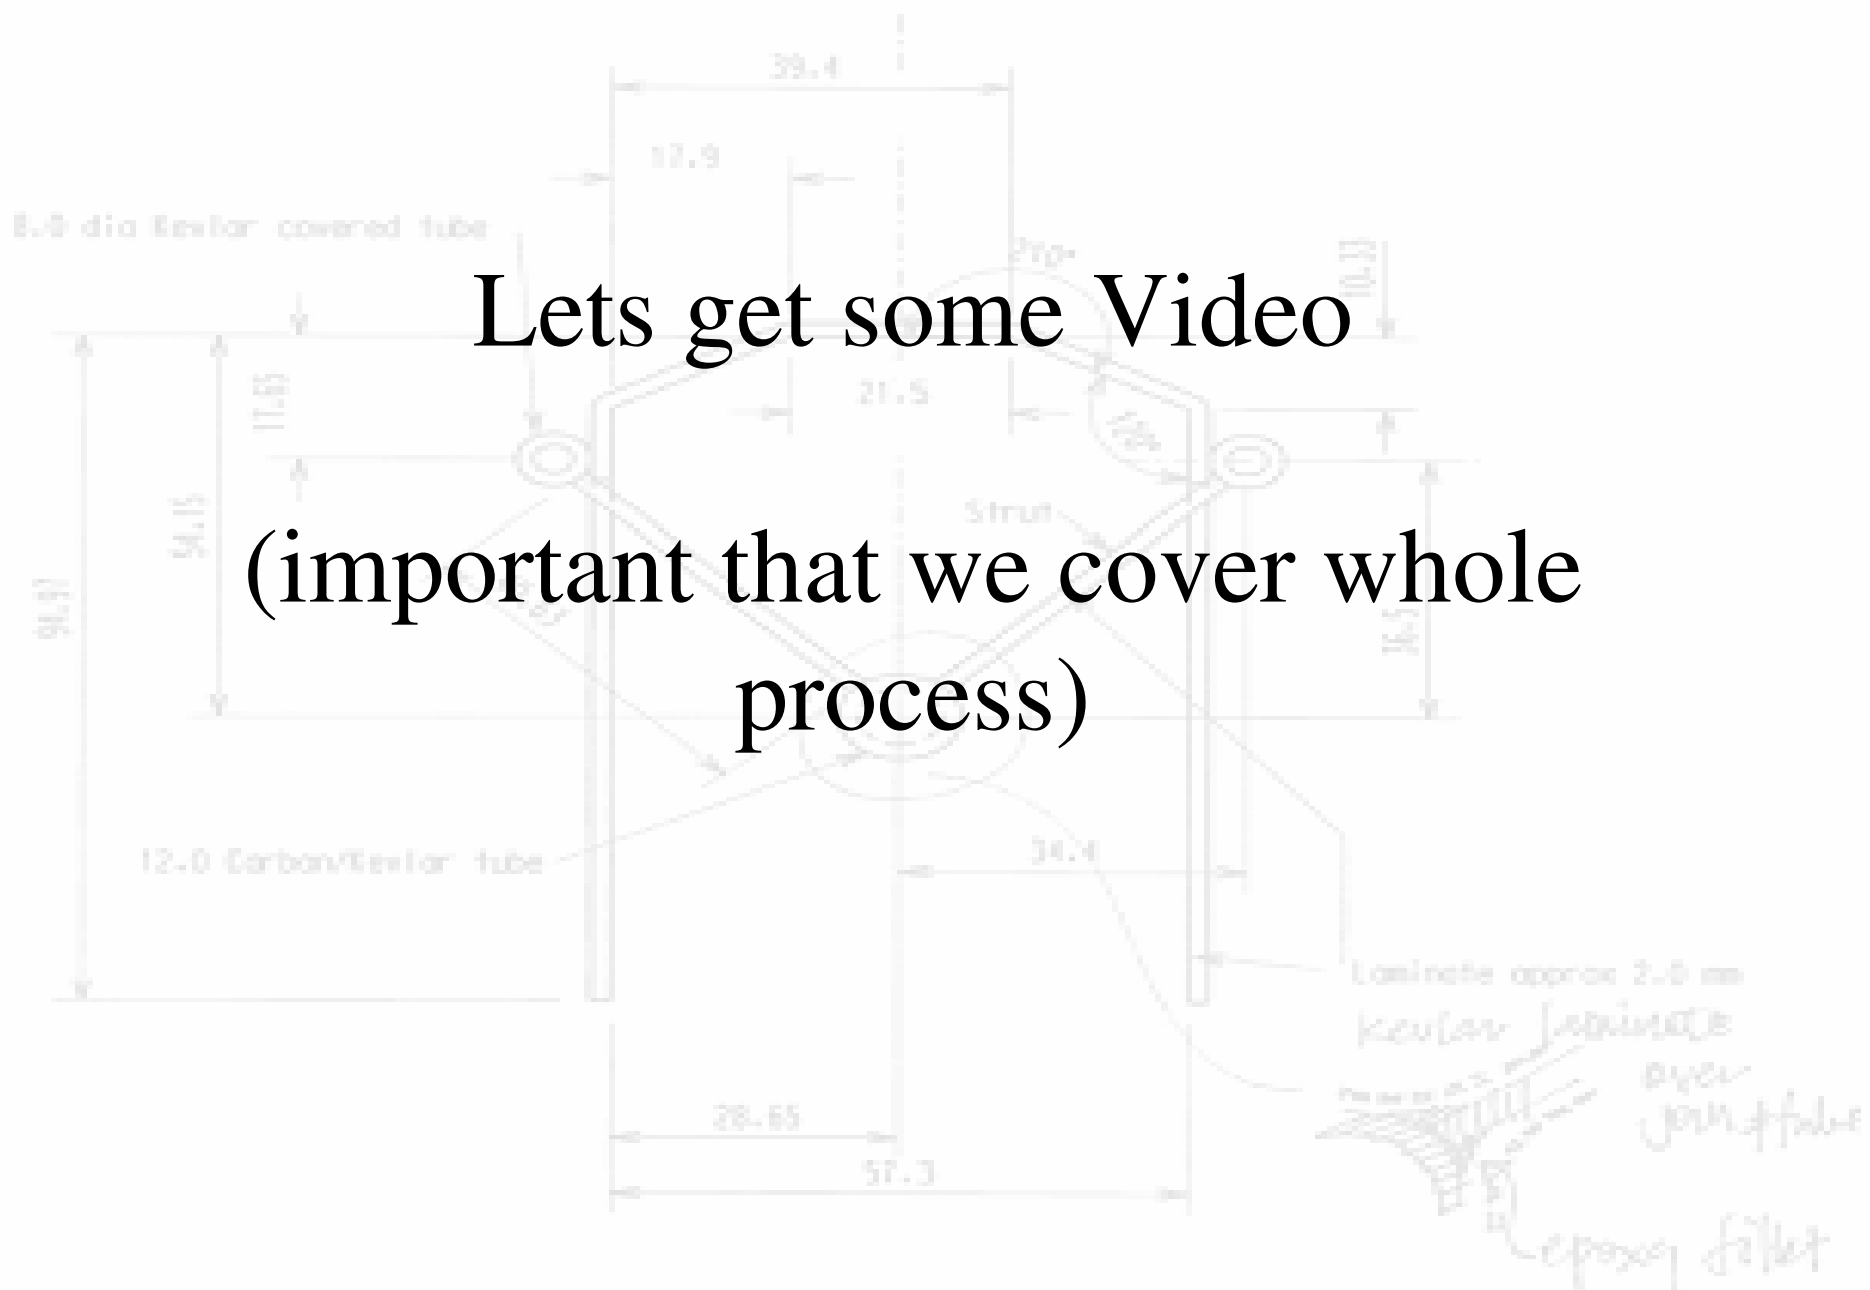 39.4
17.9
8.0 dia Kevlar covered tube
Lets get some Video
17.65
21.5
Strut
(important that we cover whole
process)
12.0 Carbon/Kevlar tube
34.4
Laminate approx 2.0 mm
Kevlar laminate
over
28.65
57.3
epoxy fillet